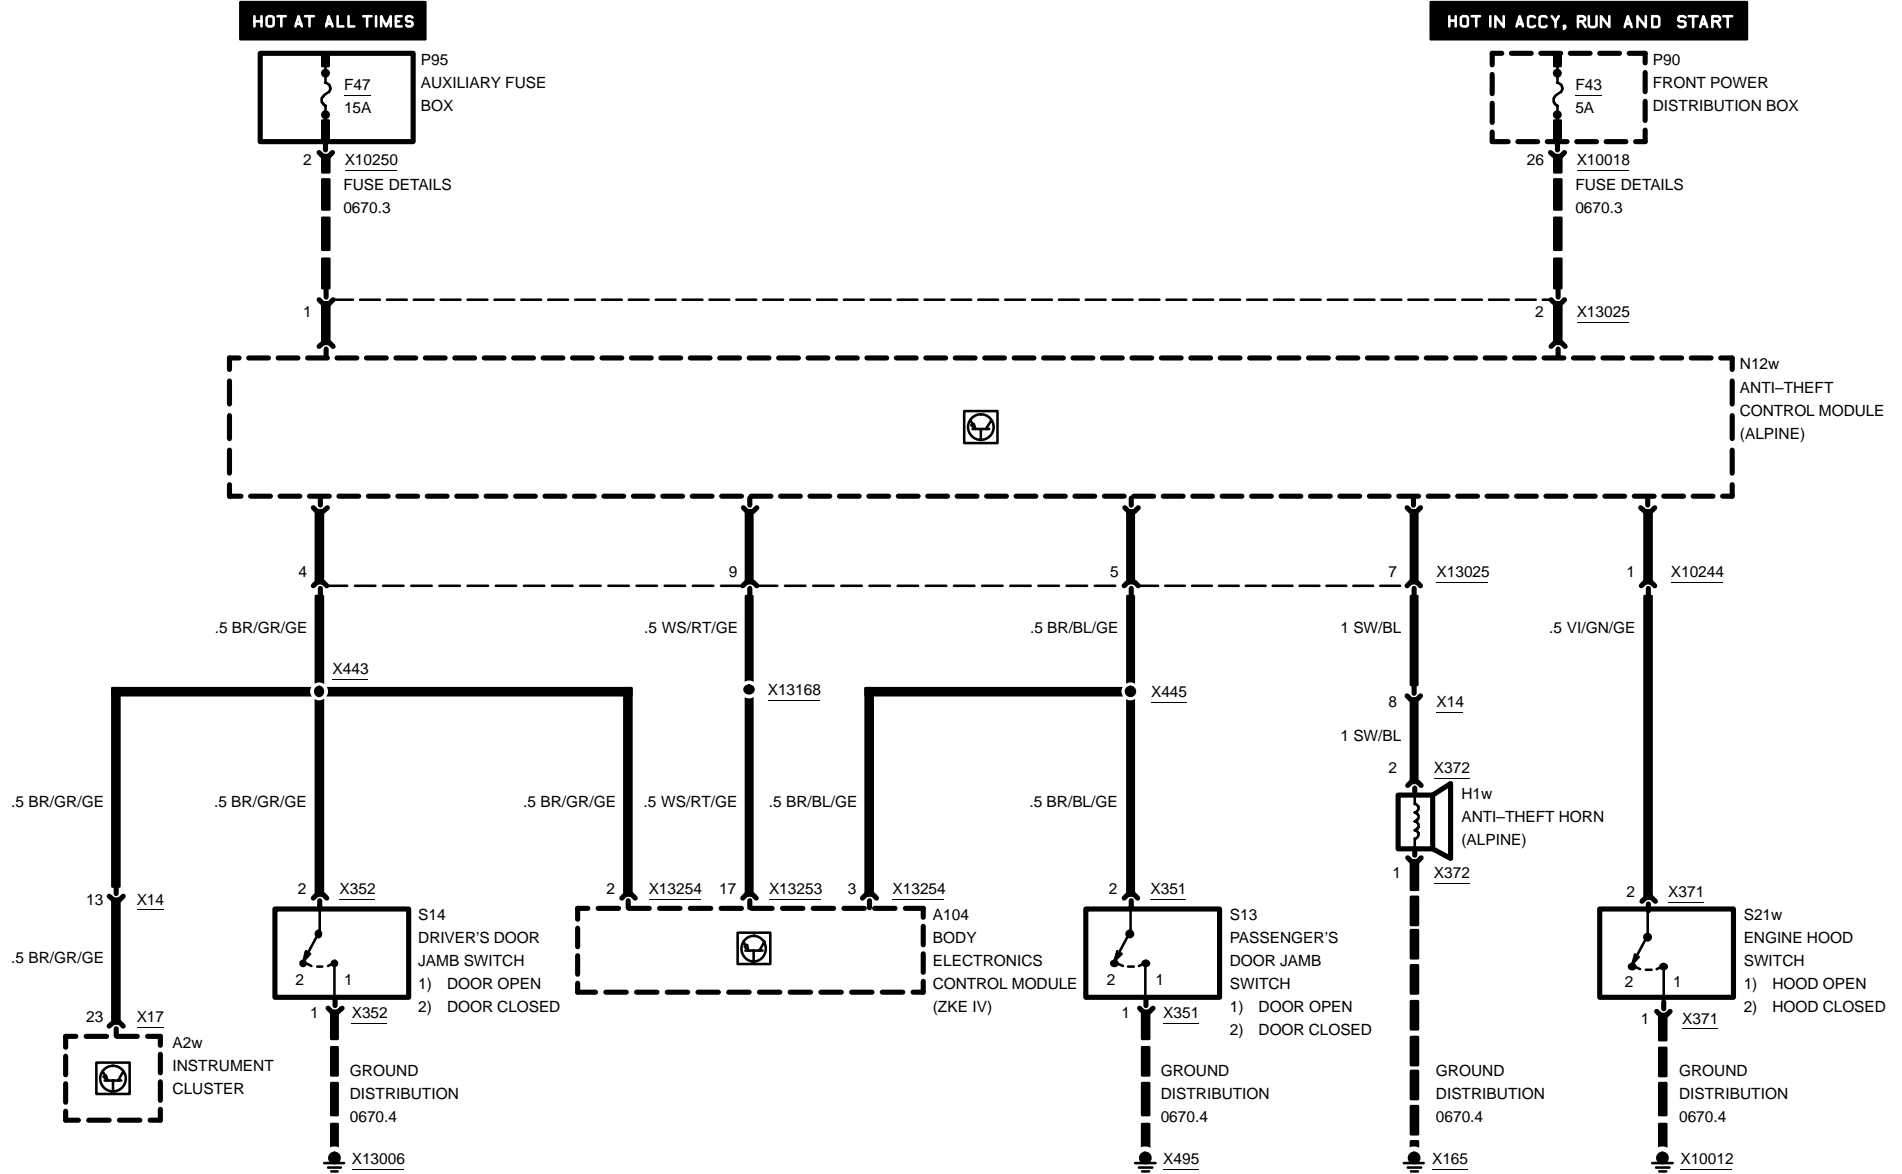 HOT AT ALL TIMES
HOT IN ACCY, RUN AND START
P95
AUXILIARY FUSE
BOX
F47
15A
P90
FRONT POWER
DISTRIBUTION BOX
F43
5A
2 X10250
FUSE DETAILS
0670.3
26 X10018
FUSE DETAILS
0670.3
1
2 X13025
N12w
ANTI–THEFT
CONTROL MODULE
(ALPINE)
4
9
5
7 X13025
1 X10244
.5 BR/GR/GE
.5 WS/RT/GE
.5 BR/BL/GE
1 SW/BL
.5 VI/GN/GE
X443
X13168
X445
8 X14
1 SW/BL
2 X372
H1w
ANTI–THEFT HORN
(ALPINE)
1 X372
.5 BR/GR/GE
.5 BR/GR/GE
.5 BR/GR/GE
.5 WS/RT/GE
.5 BR/BL/GE
.5 BR/BL/GE
13 X14
2 X352
2 X13254
17 X13253
3 X13254
2 X351
2 X371
.5 BR/GR/GE
S14
DRIVER'S DOOR
JAMB SWITCH
1) DOOR OPEN
2) DOOR CLOSED
2 1
A104
BODY
ELECTRONICS
CONTROL MODULE
(ZKE IV)
S13
PASSENGER'S
DOOR JAMB
SWITCH
1) DOOR OPEN
2) DOOR CLOSED
2 1
S21w
ENGINE HOOD
SWITCH
1) HOOD OPEN
2) HOOD CLOSED
2 1
23 X17
1 X352
1 X351
1 X371
A2w
INSTRUMENT
CLUSTER
GROUND
DISTRIBUTION
0670.4
GROUND
DISTRIBUTION
0670.4
GROUND
DISTRIBUTION
0670.4
GROUND
DISTRIBUTION
0670.4
X13006
X495
X165
X10012